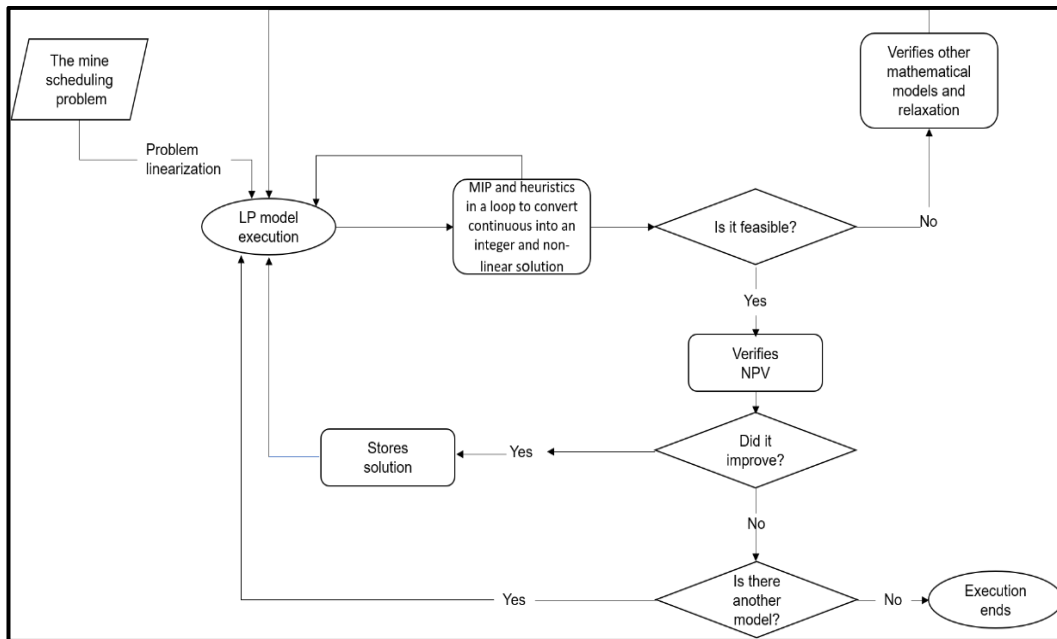 The mine
scheduling
problem
Verifies other
mathematical
models and
relaxation
Problem
linearization
LP model
execution
MIP and heuristics
in a loop to convert
continuous into an
integer and non-
linear solution
Is it feasible?
No
Yes
Verifies
NPV
Did it
improve?
Yes
Stores
solution
No
Is there
another
model?
Yes
No
Execution
ends